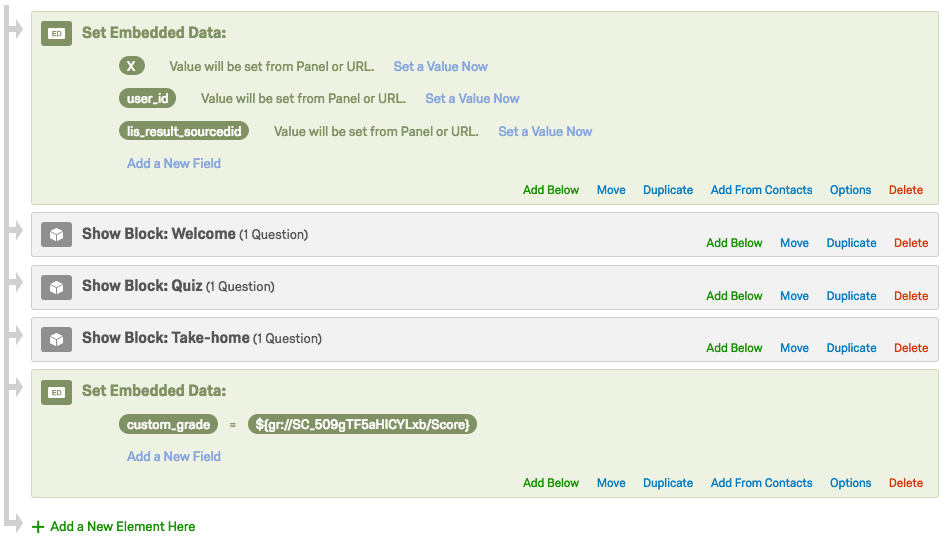 ED Set Embedded Data:
X Value will be set from Panel or URL. Set a Value Now
user_id Value will be set from Panel or URL. Set a Value Now
lis_result_sourcedid Value will be set from Panel or URL. Set a Value Now
Add a New Field
Add Below Move Duplicate Add From Contacts Options Delete
Show Block: Welcome (1 Question)
Add Below Move Duplicate Delete
Show Block: Quiz (1 Question)
Add Below Move Duplicate Delete
Show Block: Take-home (1 Question)
Add Below Move Duplicate Delete
ED Set Embedded Data:
custom_grade = ${gr://SC_509gTF5aHICYLxb/Score}
Add a New Field
Add Below Move Duplicate Add From Contacts Options Delete
+ Add a New Element Here